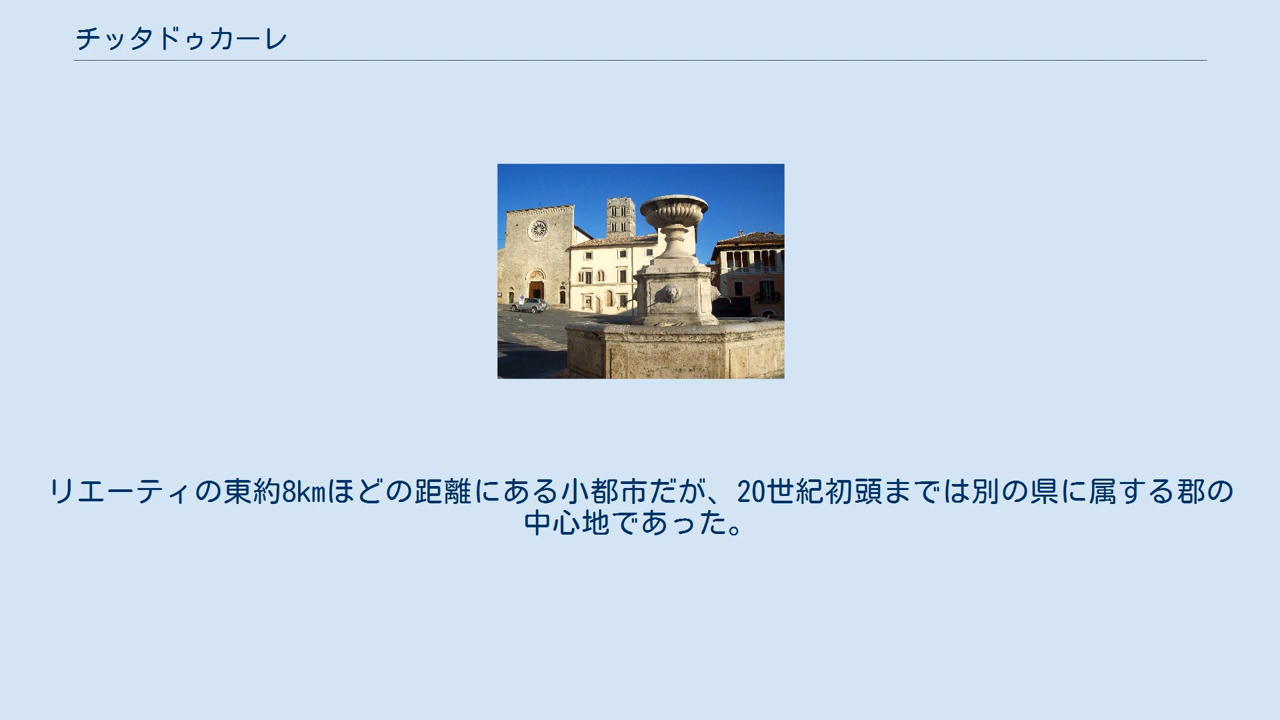 チッタドゥカーレ
リエーティの東約8kmほどの距離にある小都市だが、20世紀初頭までは別の県に属する郡の
中心地であった。